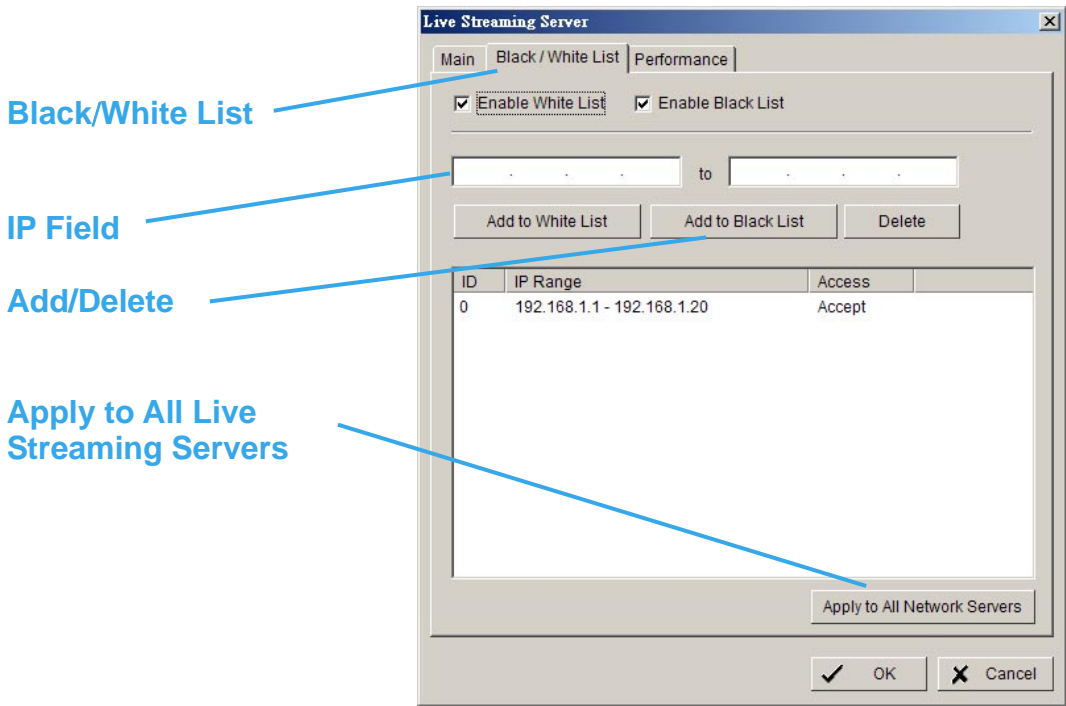 Live Streaming Server
Main Black / White List Performance
Black/White List
Enable White List Enable Black List
IP Field
. . . to . . .
Add to White List Add to Black List Delete
Add/Delete
ID IP Range Access
0 192.168.1.1 - 192.168.1.20 Accept
Apply to All Live
Streaming Servers
Apply to All Network Servers
OK Cancel